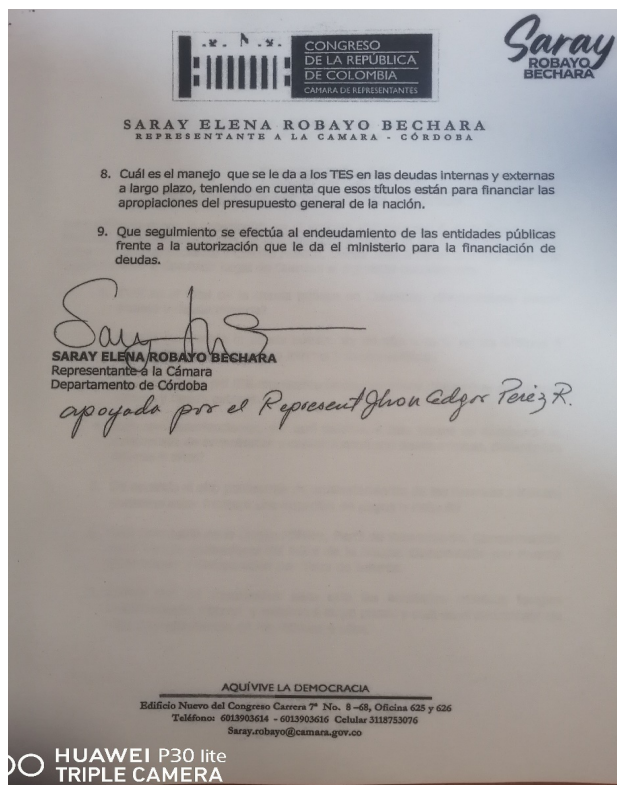 CONGRESO
DE LA REPÚBLICA
DE COLOMBIA
CAMARA DE REPRESENTANTES
Saray
ROBAYO
BECHARA
SARAY ELENA ROBAYO BECHARA
REPRESENTANTE A LA CAMARA - CÓRDOBA
8. Cuál es el manejo que se le da a los TES en las deudas internas y externas
a largo plazo, teniendo en cuenta que esos títulos están para financiar las
apropiaciones del presupuesto general de la nación.
9. Que seguimiento se efectúa al endeudamiento de las entidades públicas
frente a la autorización que le da el ministerio para la financiación de
deudas.
SARAY ELENA ROBAYO BECHARA
Representante a la Cámara
Departamento de Córdoba
apoyada por el Represent Jhon Edgar Perez R.
AQUÍVIVE LA DEMOCRACIA
Edificio Nuevo del Congreso Carrera 7ª No. 8 –68, Oficina 625 y 626
Teléfono: 6013903614 - 6013903616 Celular 3118753076
Saray.robayo@camara.gov.co
HUAWEI P30 lite
TRIPLE CAMERA